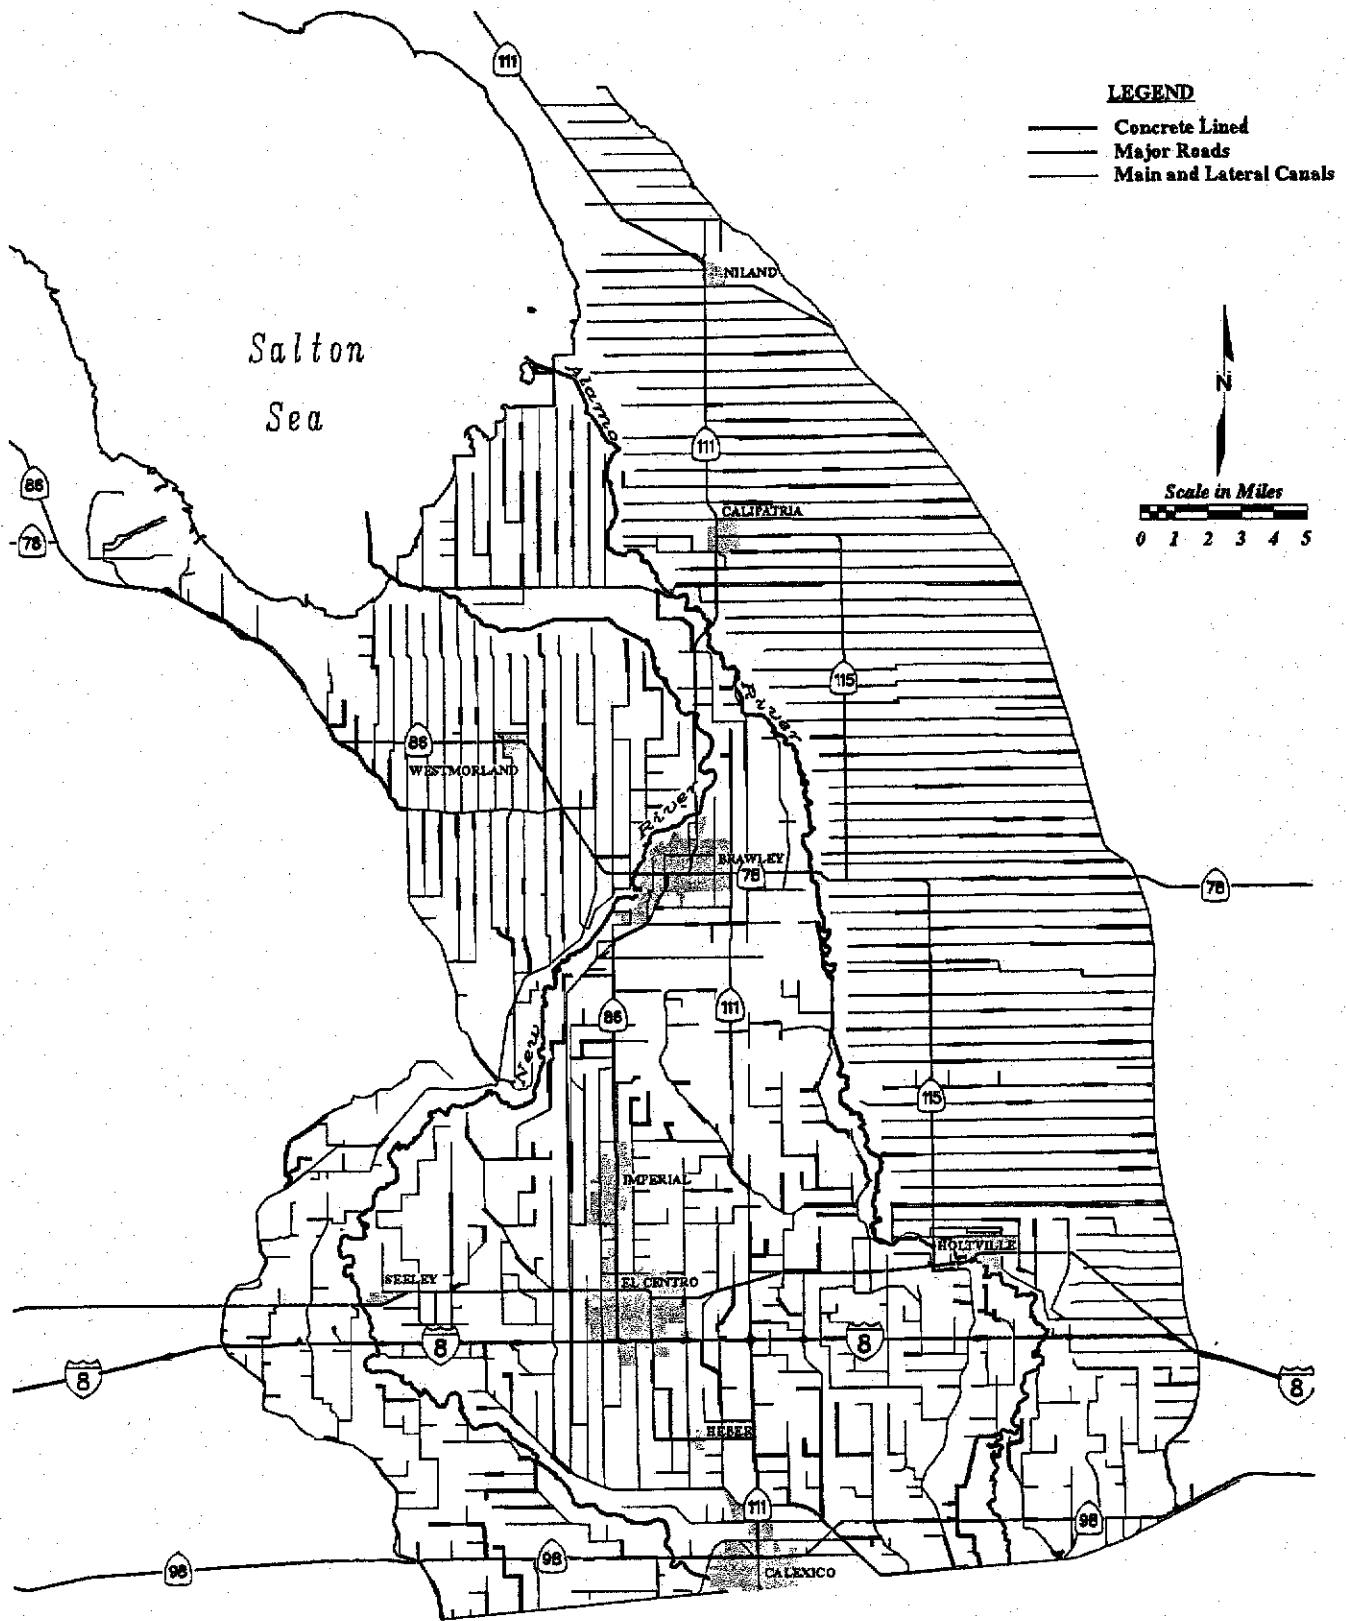 111
LEGEND
Concrete Lined
Major Roads
Main and Lateral Canals
NILAND
Salton
Sea
N
Alamo
111
86
Scale in Miles
0 1 2 3 4 5
CALIPATRIA
78
115
River
86
WESTMORLAND
River
BRAWLEY
78
78
86
111
New
115
IMPERIAL
HOLTVILLE
SEELEY
EL CENTRO
8
8
8
8
HEBER
111
98
98
98
CALEXICO